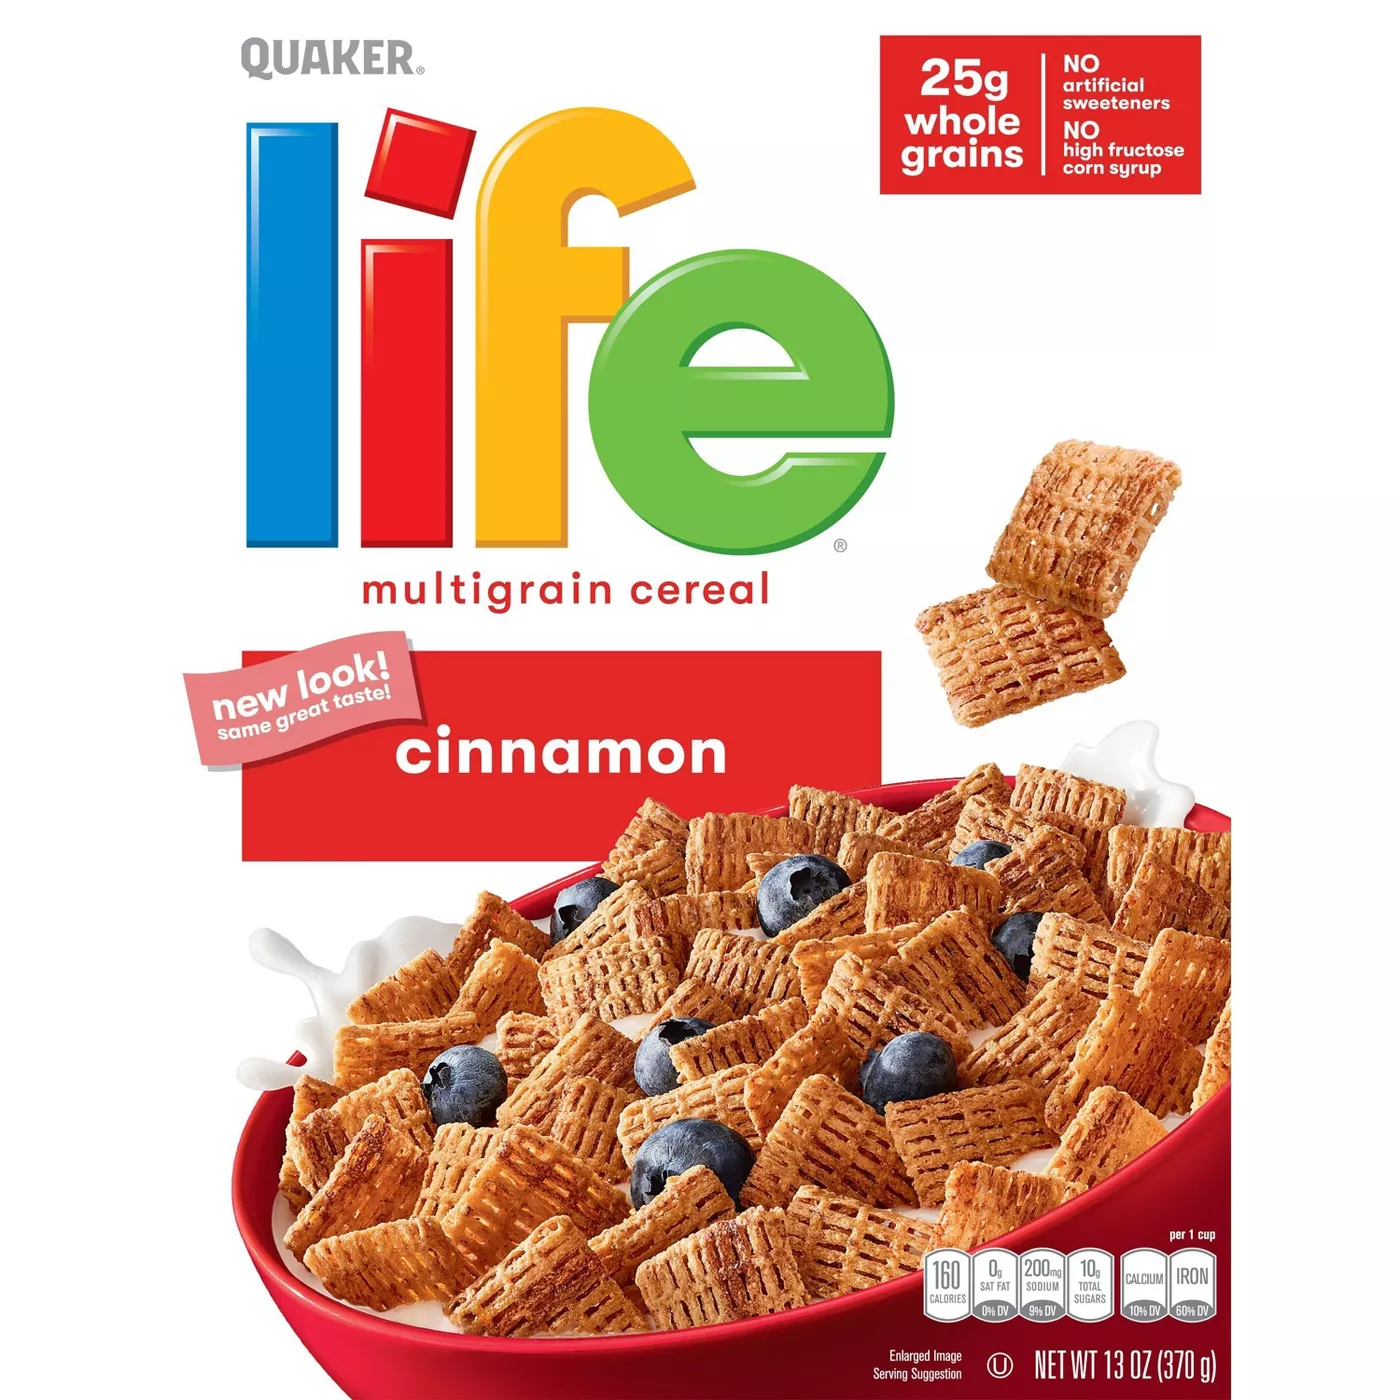 QUAKER®
life®
multigrain cereal
25g
whole
grains
NO
artificial
sweeteners
NO
high fructose
corn syrup
new look!
same great taste!
cinnamon
per 1 cup
160
CALORIES
0g
SAT FAT
0% DV
200mg
SODIUM
9% DV
10g
TOTAL
SUGARS
CALCIUM
10% DV
IRON
60% DV
Enlarged Image
Serving Suggestion
U
NET WT 13 OZ (370 g)